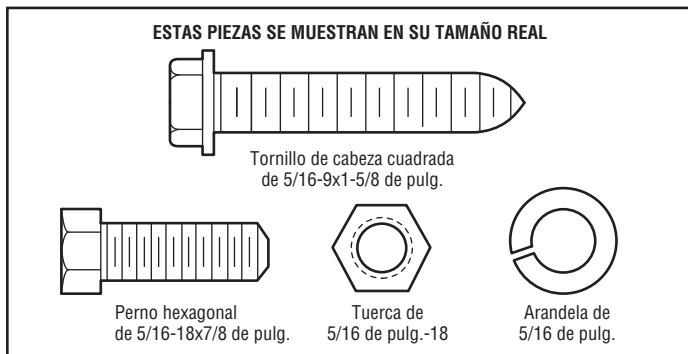 ESTAS PIEZAS SE MUESTRAN EN SU TAMAÑO REAL
Tornillo de cabeza cuadrada
de 5/16-9x1-5/8 de pulg.
Perno hexagonal
de 5/16-18x7/8 de pulg.
Tuerca de
5/16 de pulg.-18
Arandela de
5/16 de pulg.